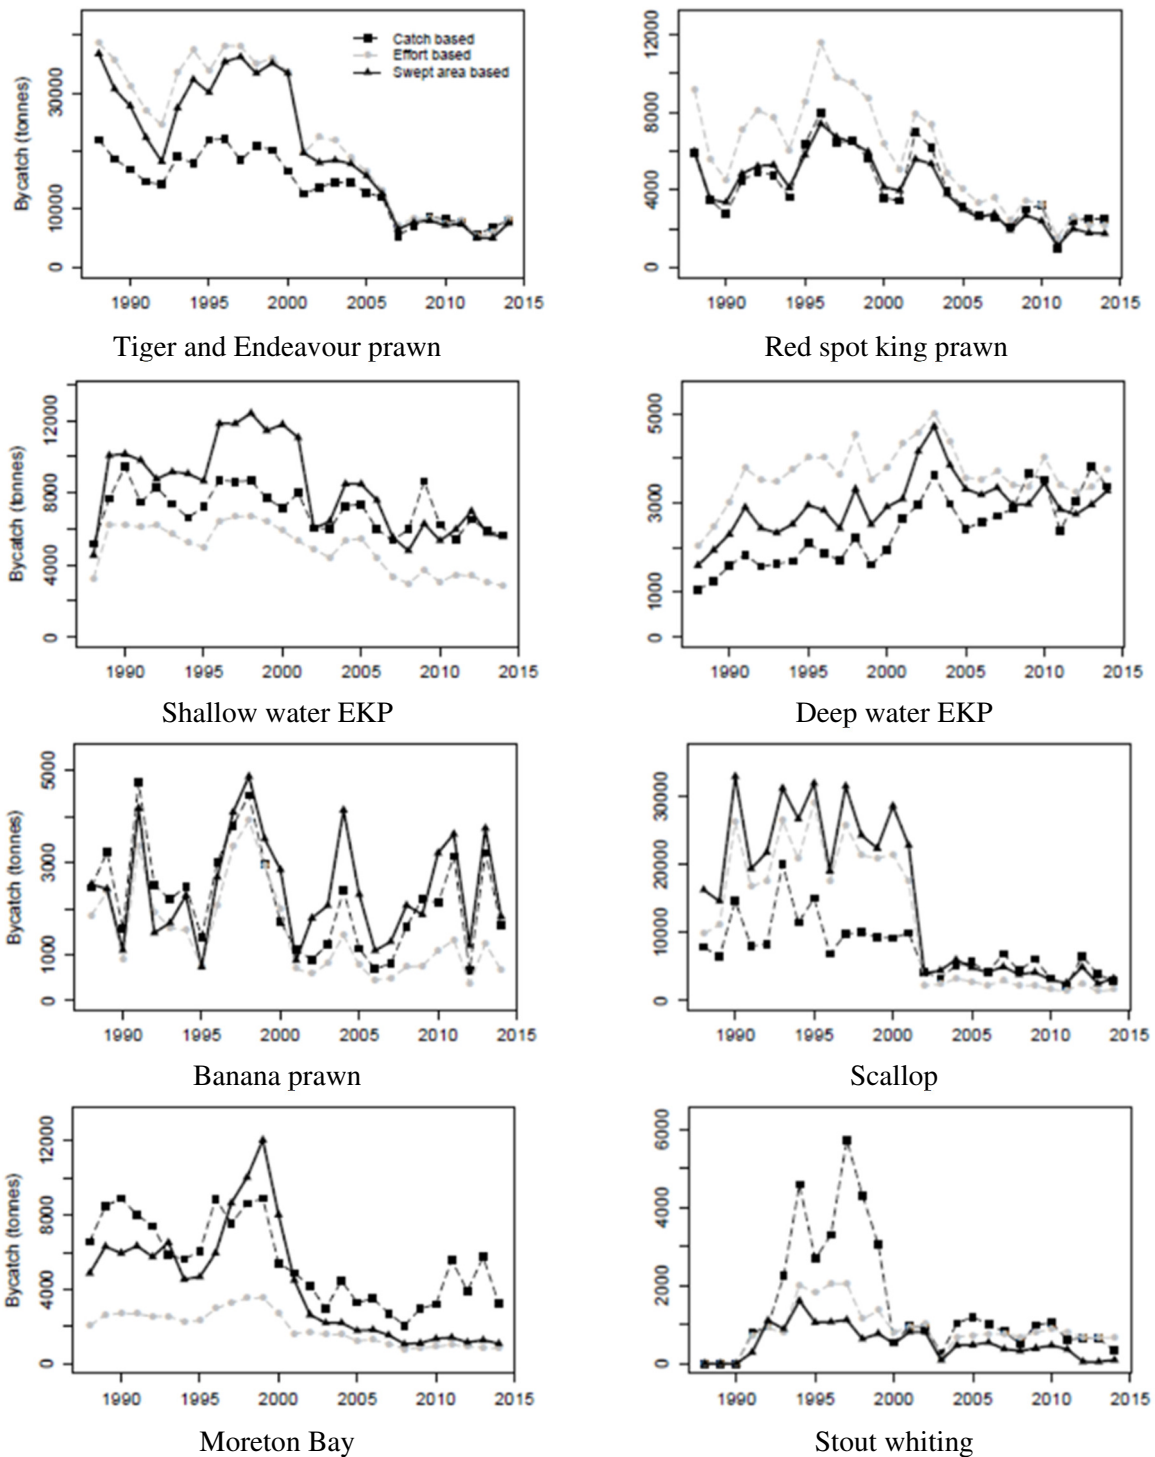 Bycatch (tonnes)
0
10000
30000
Catch based
Effort based
Swept area based
1990 1995 2000 2005 2010 2015
Tiger and Endeavour prawn
0
4000
8000
12000
1990 1995 2000 2005 2010 2015
Red spot king prawn
Bycatch (tonnes)
0
4000
8000
12000
1990 1995 2000 2005 2010 2015
Shallow water EKP
0
1000
3000
5000
1990 1995 2000 2005 2010 2015
Deep water EKP
Bycatch (tonnes)
0
1000
3000
5000
1990 1995 2000 2005 2010 2015
Banana prawn
0
10000
20000
30000
1990 1995 2000 2005 2010 2015
Scallop
Bycatch (tonnes)
0
4000
8000
12000
1990 1995 2000 2005 2010 2015
Moreton Bay
0
2000
4000
6000
1990 1995 2000 2005 2010 2015
Stout whiting